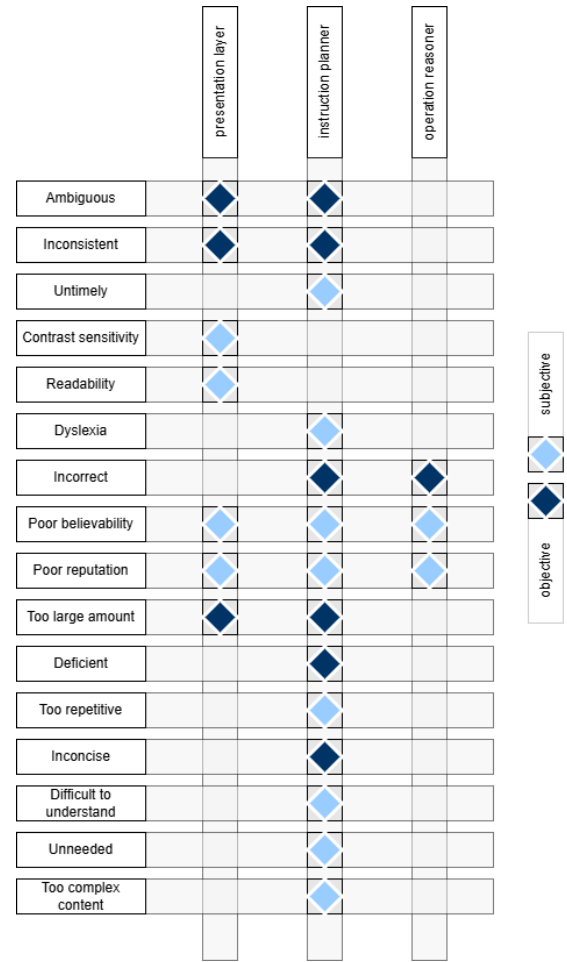 presentation layer
instruction planner
operation reasoner
Ambiguous
Inconsistent
Untimely
Contrast sensitivity
Readability
Dyslexia
Incorrect
Poor believability
Poor reputation
Too large amount
Deficient
Too repetitive
Inconcise
Difficult to
understand
Unneeded
Too complex
content
subjective
objective